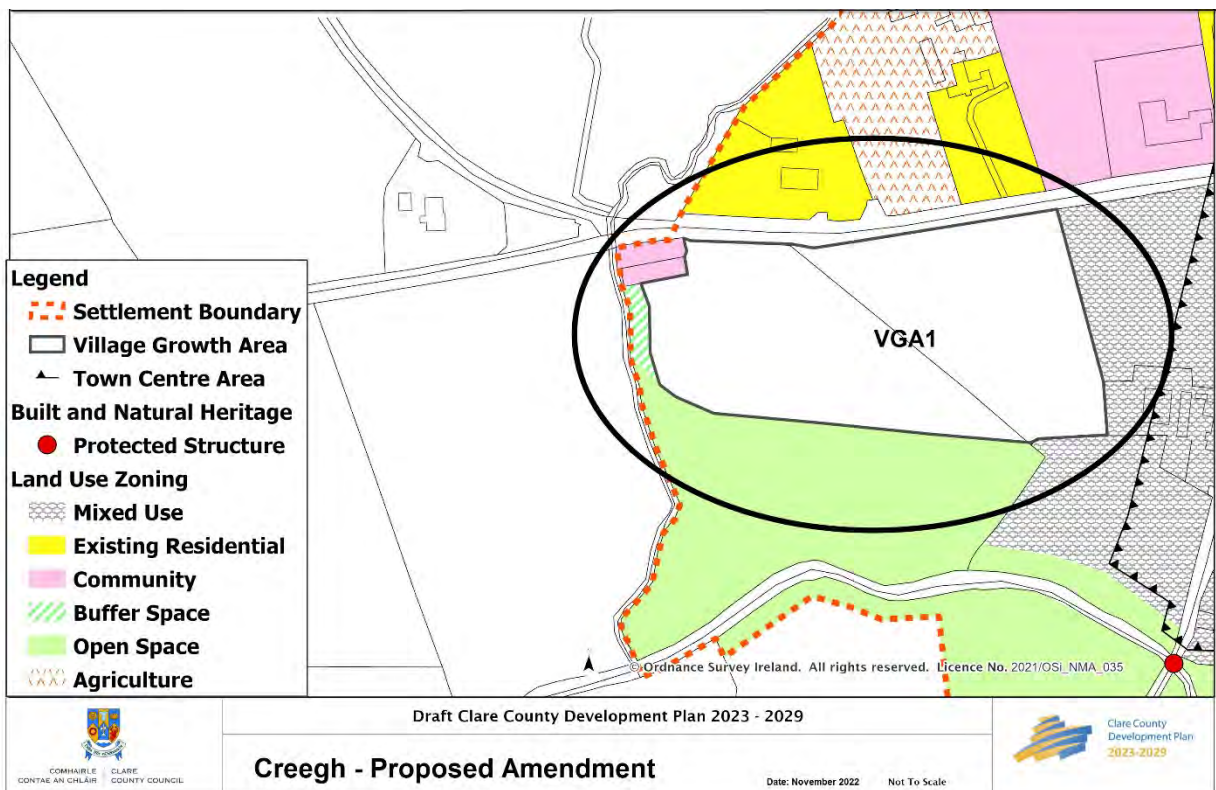 VGA1
Legend
Settlement Boundary
Village Growth Area
Town Centre Area
Built and Natural Heritage
Protected Structure
Land Use Zoning
Mixed Use
Existing Residential
Community
Buffer Space
Open Space
Agriculture
© Ordnance Survey Ireland. All rights reserved. Licence No. 2021/OSi_NMA_035
COMHAIRLE CONTAE AN CHLÁIR
CLARE COUNTY COUNCIL
Draft Clare County Development Plan 2023 - 2029
Creegh - Proposed Amendment
Date: November 2022 Not To Scale
Clare County
Development Plan
2023-2029